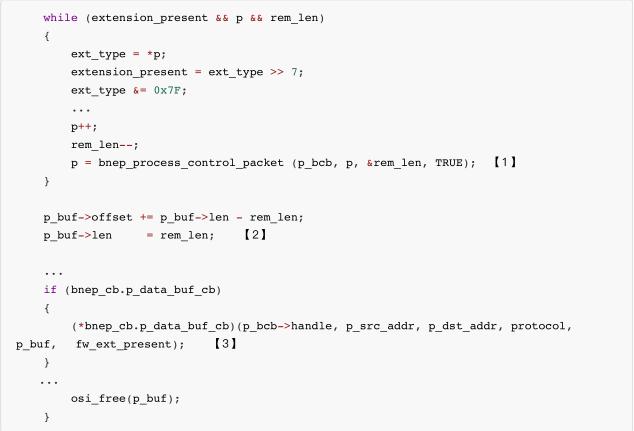 while (extension_present && p && rem_len)
{
ext_type = *p;
extension_present = ext_type >> 7;
ext_type &= 0x7F;
...
p++;
rem_len--;
p = bnep_process_control_packet (p_bcb, p, &rem_len, TRUE); 【1】
}
p_buf->offset += p_buf->len - rem_len;
p_buf->len     = rem_len; 【2】
...
if (bnep_cb.p_data_buf_cb)
{
(*bnep_cb.p_data_buf_cb)(p_bcb->handle, p_src_addr, p_dst_addr, protocol,
p_buf, fw_ext_present); 【3】
}
...
osi_free(p_buf);
}